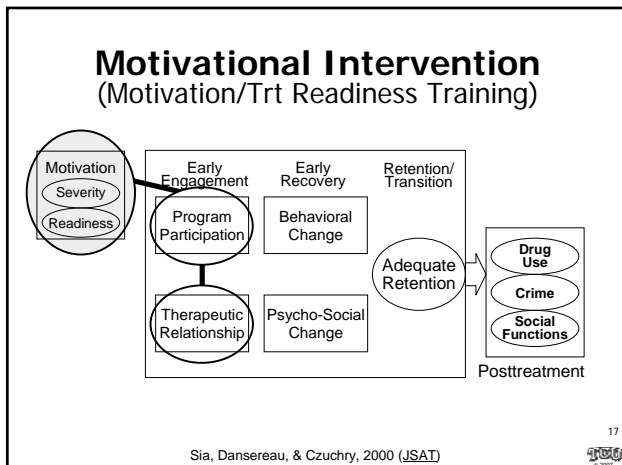 Motivational Intervention
(Motivation/Trt Readiness Training)
Motivation
Severity
Readiness
Early
Engagement
Program
Participation
Therapeutic
Relationship
Early
Recovery
Behavioral
Change
Psycho-Social
Change
Retention/
Transition
Adequate
Retention
Drug
Use
Crime
Social
Functions
Posttreatment
Sia, Dansereau, & Czuchry, 2000 (JSAT)
17
TCU
© 2007